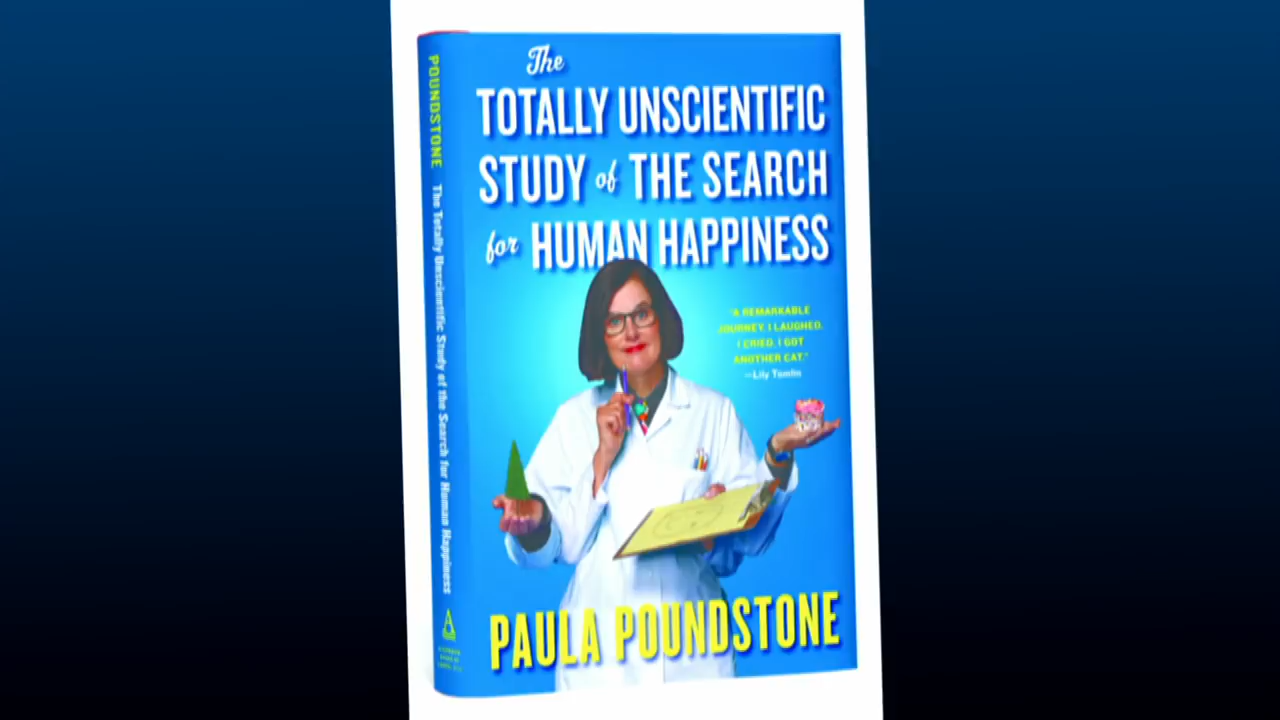 The
TOTALLY UNSCIENTIFIC
STUDY of THE SEARCH
for HUMAN HAPPINESS
"A REMARKABLE
JOURNEY. I LAUGHED.
I CRIED. I GOT
ANOTHER CAT."
—Lily Tomlin
PAULA POUNDSTONE
POUNDSTONE The Totally Unscientific Study of the Search for Human Happiness
A